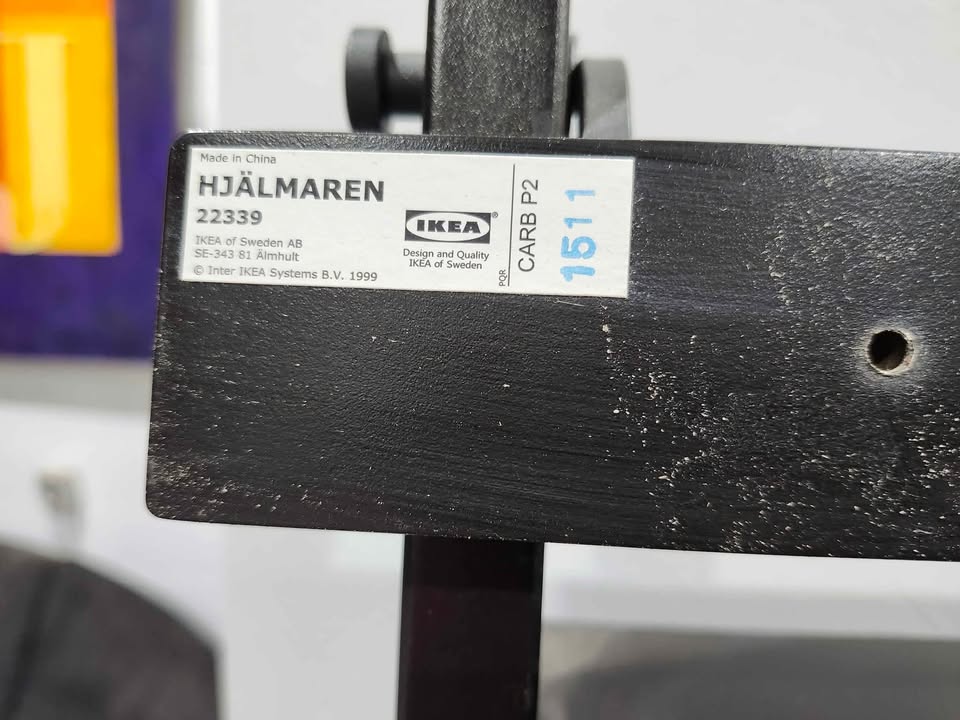 Made in China
HJÄLMAREN
22339
IKEA of Sweden AB
SE-343 81 Älmhult
© Inter IKEA Systems B.V. 1999
IKEA®
Design and Quality
IKEA of Sweden
PQR
CARB P2
1511